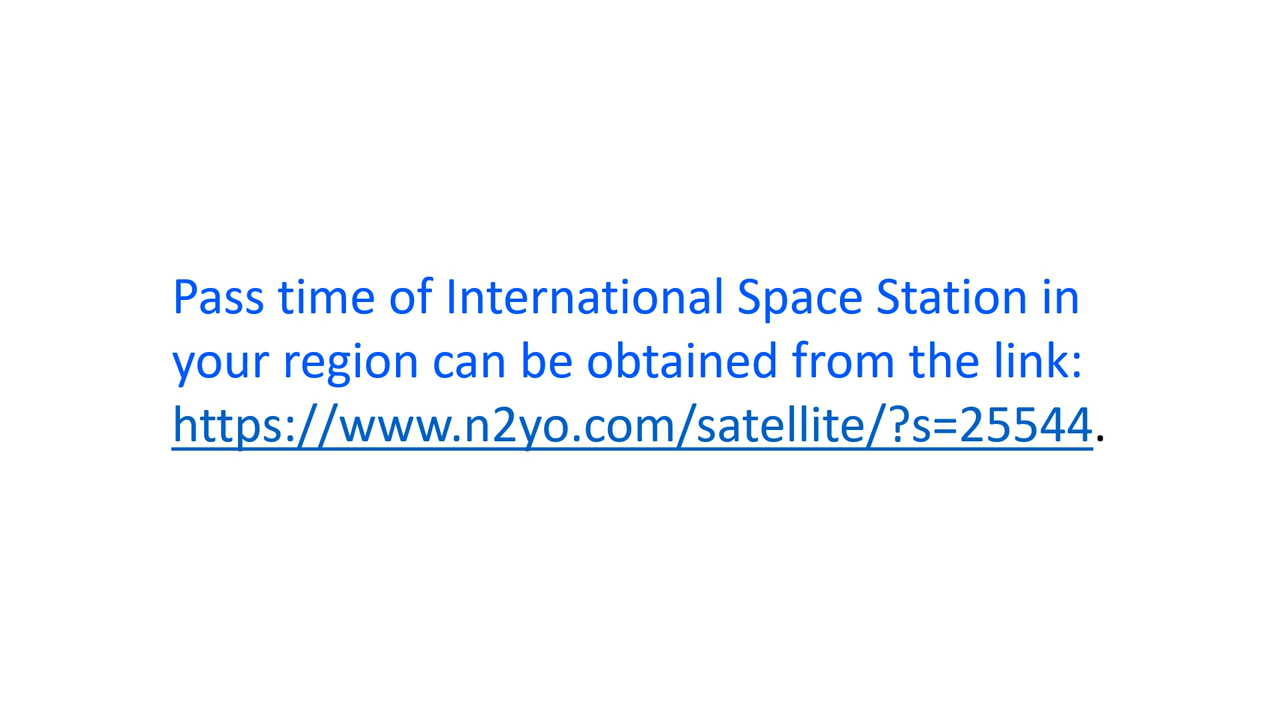 Pass time of International Space Station in
your region can be obtained from the link:
https://www.n2yo.com/satellite/?s=25544.